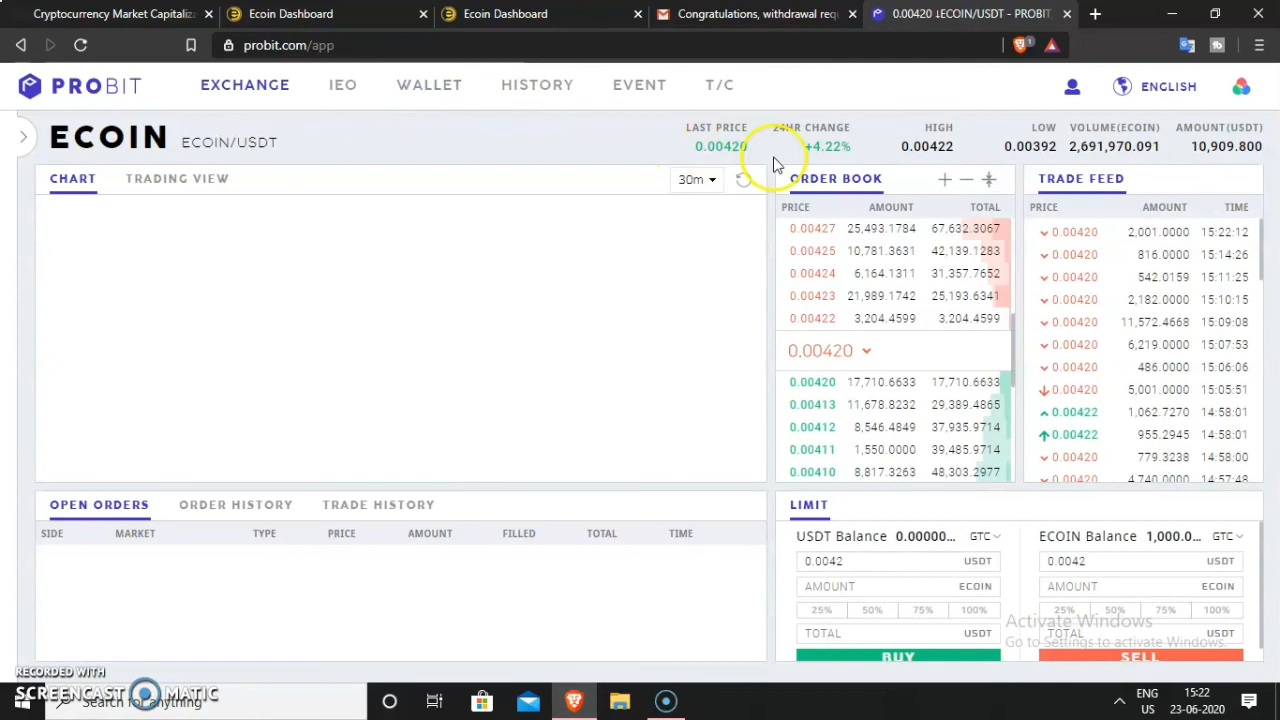 Cryptocurrency Market Capitaliz × Ecoin Dashboard × Ecoin Dashboard × Congratulations, withdrawal requ × 0.00420 ↓ECOIN/USDT - PROBIT × +
probit.com/app 1
PROBIT EXCHANGE IEO WALLET HISTORY EVENT T/C ENGLISH
ECOIN ECOIN/USDT
LAST PRICE 24HR CHANGE HIGH LOW VOLUME(ECOIN) AMOUNT(USDT)
0.00420 +4.22% 0.00422 0.00392 2,691,970.091 10,909.800
CHART TRADING VIEW 30m
ORDER BOOK + −
PRICE AMOUNT TOTAL
0.00427 25,493.1784 67,632.3067
0.00425 10,781.3631 42,139.1283
0.00424 6,164.1311 31,357.7652
0.00423 21,989.1742 25,193.6341
0.00422 3,204.4599 3,204.4599
0.00420
0.00420 17,710.6633 17,710.6633
0.00413 11,678.8232 29,389.4865
0.00412 8,546.4849 37,935.9714
0.00411 1,550.0000 39,485.9714
0.00410 8,817.3263 48,303.2977
TRADE FEED
PRICE AMOUNT TIME
0.00420 2,001.0000 15:22:12
0.00420 816.0000 15:14:26
0.00420 542.0159 15:11:25
0.00420 2,182.0000 15:10:15
0.00420 11,572.4668 15:09:08
0.00420 6,219.0000 15:07:53
0.00420 486.0000 15:06:06
0.00420 5,001.0000 15:05:51
0.00422 1,062.7270 14:58:01
0.00422 955.2945 14:58:01
0.00420 779.3238 14:58:00
0.00420 4,740.0000 14:57:48
OPEN ORDERS ORDER HISTORY TRADE HISTORY
SIDE MARKET TYPE PRICE AMOUNT FILLED TOTAL TIME
LIMIT
USDT Balance 0.00000... GTC
0.0042 USDT
AMOUNT ECOIN
25% 50% 75% 100%
TOTAL USDT
BUY
ECOIN Balance 1,000.0... GTC
0.0042 USDT
AMOUNT ECOIN
25% 50% 75% 100%
TOTAL USDT
SELL
Activate Windows
Go to Settings to activate Windows.
RECORDED WITH
SCREENCAST MATIC
Search for anything
ENG 15:22
US 23-06-2020